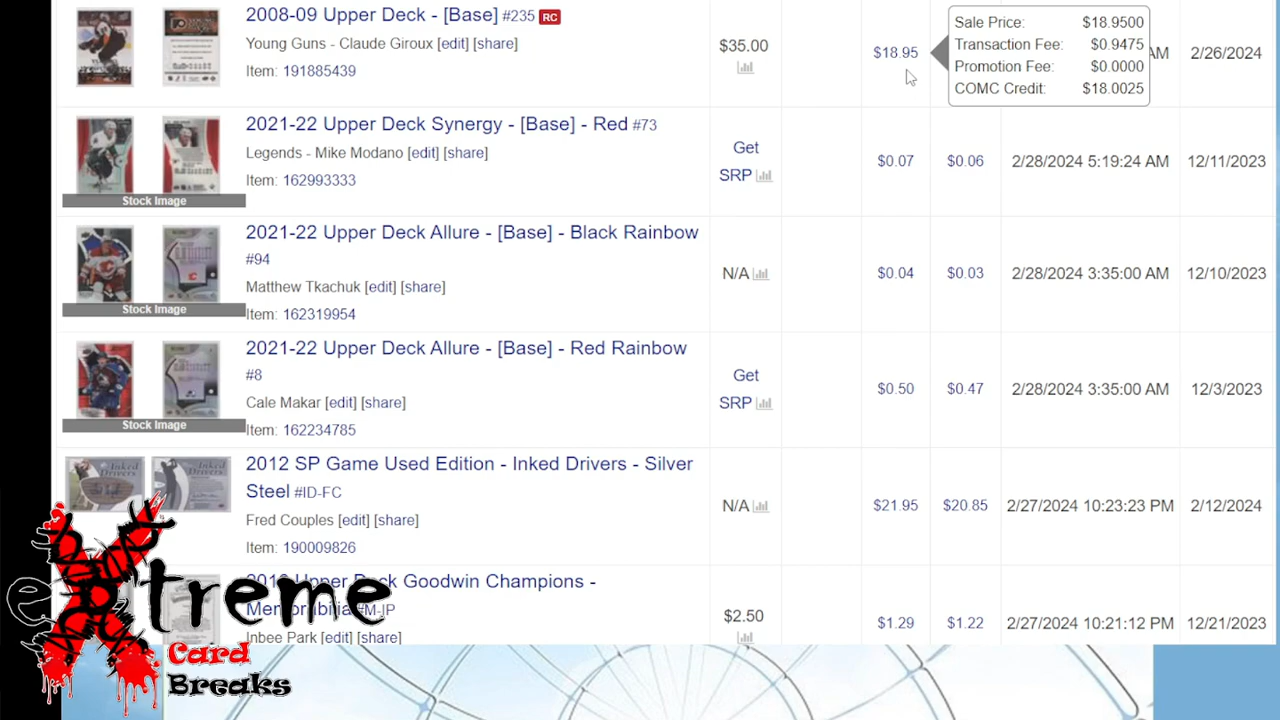 2008-09 Upper Deck - [Base] #235 RC
Young Guns - Claude Giroux [edit] [share]
Item: 191885439
$35.00
$18.95
Sale Price: $18.9500
Transaction Fee: $0.9475
Promotion Fee: $0.0000
COMC Credit: $18.0025
AM
2/26/2024
2021-22 Upper Deck Synergy - [Base] - Red #73
Legends - Mike Modano [edit] [share]
Item: 162993333
Stock Image
Get
SRP
$0.07
$0.06
2/28/2024 5:19:24 AM
12/11/2023
2021-22 Upper Deck Allure - [Base] - Black Rainbow
#94
Matthew Tkachuk [edit] [share]
Item: 162319954
Stock Image
N/A
$0.04
$0.03
2/28/2024 3:35:00 AM
12/10/2023
2021-22 Upper Deck Allure - [Base] - Red Rainbow
#8
Cale Makar [edit] [share]
Item: 162234785
Stock Image
Get
SRP
$0.50
$0.47
2/28/2024 3:35:00 AM
12/3/2023
2012 SP Game Used Edition - Inked Drivers - Silver
Steel #ID-FC
Fred Couples [edit] [share]
Item: 190009826
Inked
Drivers
Inked
Drivers
N/A
$21.95
$20.85
2/27/2024 10:23:23 PM
2/12/2024
Upper Deck Goodwin Champions -
Memorabilia #M-JP
Inbee Park [edit] [share]
$2.50
$1.29
$1.22
2/27/2024 10:21:12 PM
12/21/2023
eXtreme
Card
Breaks